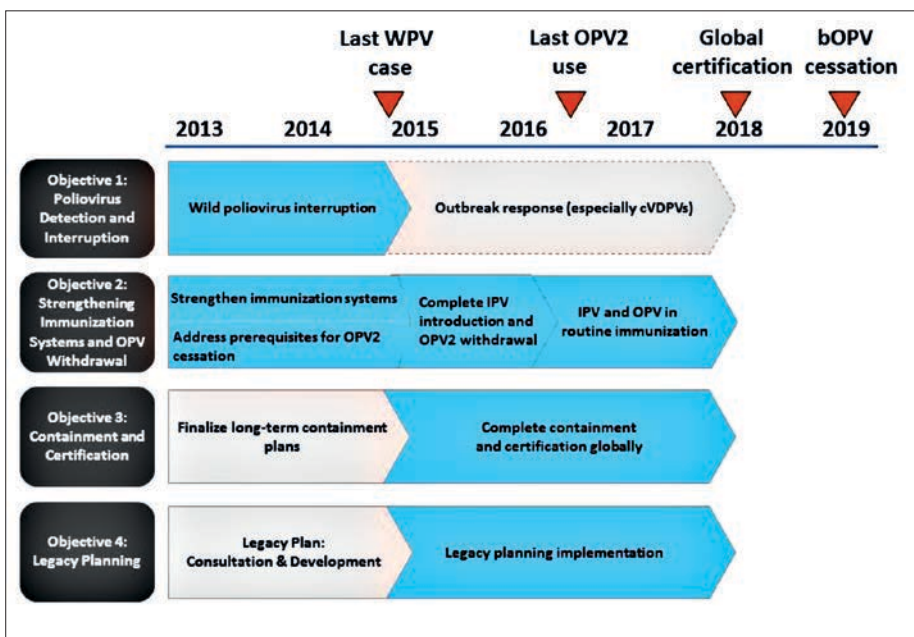 Last WPV
case
Last OPV2
use
Global
certification
bOPV
cessation
2013
2014
2015
2016
2017
2018
2019
Objective 1:
Poliovirus
Detection and
Interruption
Wild poliovirus interruption
Outbreak response (especially cVDPVs)
Objective 2:
Strengthening
Immunization
Systems and OPV
Withdrawal
Strengthen immunization systems
Address prerequisites for OPV2
cessation
Complete IPV
introduction and
OPV2 withdrawal
IPV and OPV in
routine immunization
Objective 3:
Containment and
Certification
Finalize long-term containment
plans
Complete containment
and certification globally
Objective 4:
Legacy Planning
Legacy Plan:
Consultation & Development
Legacy planning implementation